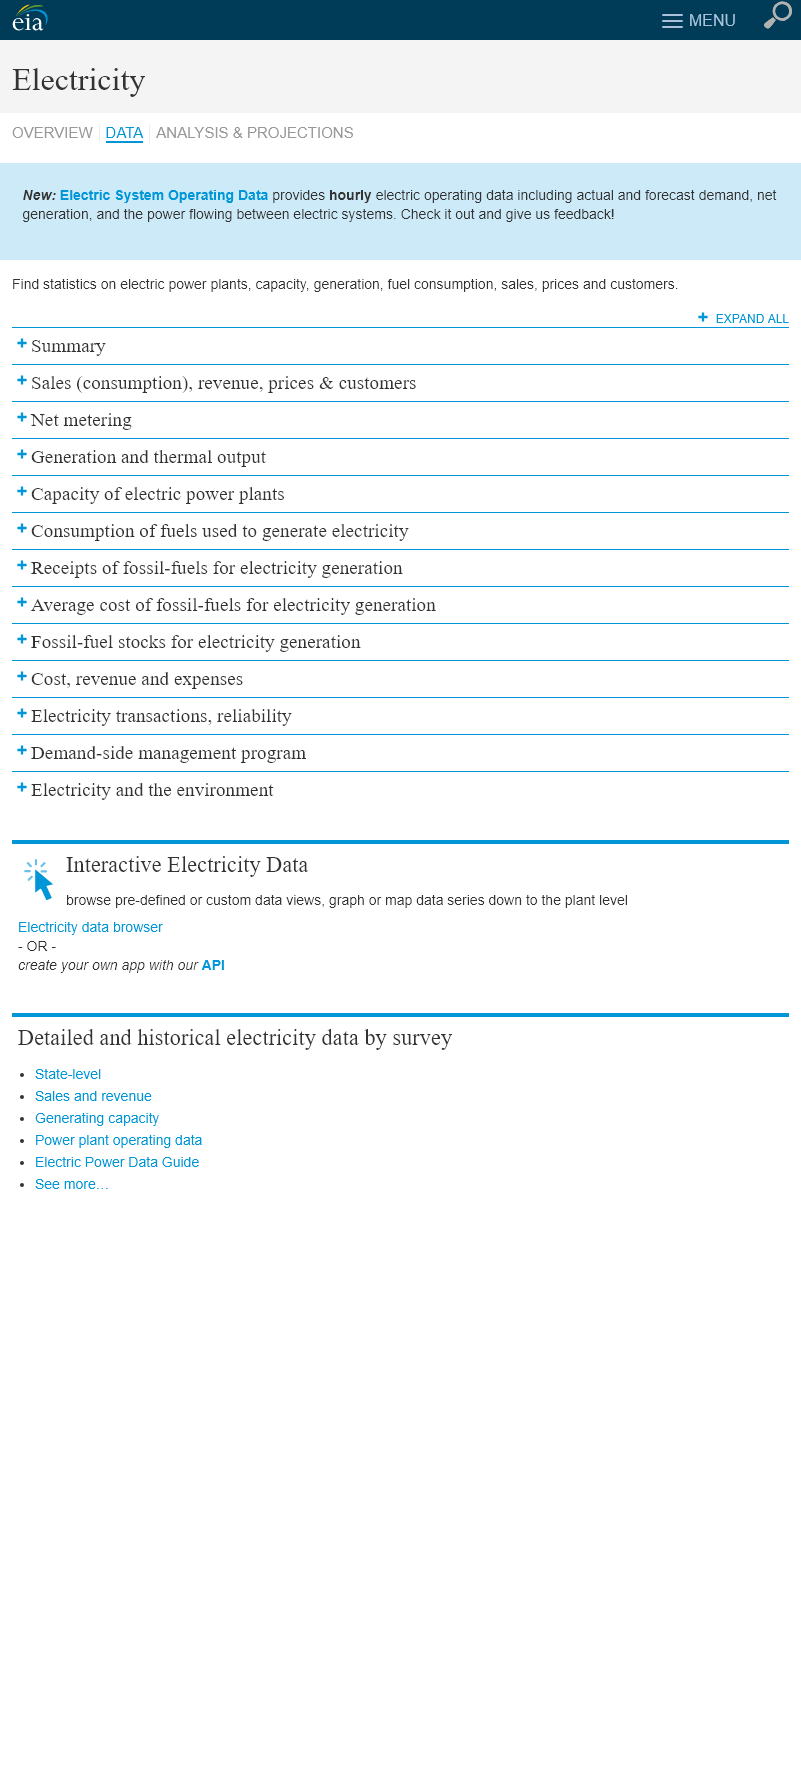 eia
MENU
Electricity
OVERVIEW DATA ANALYSIS & PROJECTIONS
New: Electric System Operating Data provides hourly electric operating data including actual and forecast demand, net
generation, and the power flowing between electric systems. Check it out and give us feedback!
Find statistics on electric power plants, capacity, generation, fuel consumption, sales, prices and customers.
+ EXPAND ALL
+ Summary
+ Sales (consumption), revenue, prices & customers
+ Net metering
+ Generation and thermal output
+ Capacity of electric power plants
+ Consumption of fuels used to generate electricity
+ Receipts of fossil-fuels for electricity generation
+ Average cost of fossil-fuels for electricity generation
+ Fossil-fuel stocks for electricity generation
+ Cost, revenue and expenses
+ Electricity transactions, reliability
+ Demand-side management program
+ Electricity and the environment
Interactive Electricity Data
browse pre-defined or custom data views, graph or map data series down to the plant level
Electricity data browser
- OR -
create your own app with our API
Detailed and historical electricity data by survey
• State-level
• Sales and revenue
• Generating capacity
• Power plant operating data
• Electric Power Data Guide
• See more…